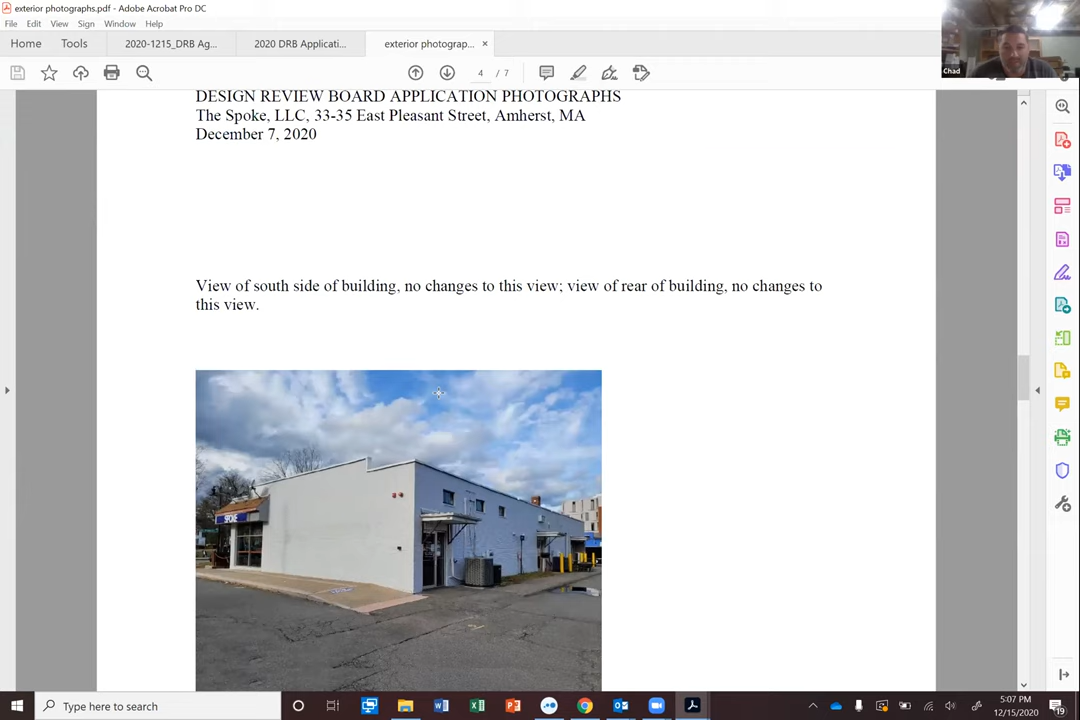 exterior photographs.pdf - Adobe Acrobat Pro DC
File Edit View Sign Window Help
Home Tools 2020-1215_DRB Ag... 2020 DRB Applicati... exterior photograp... ×
4 / 7
Chad
DESIGN REVIEW BOARD APPLICATION PHOTOGRAPHS
The Spoke, LLC, 33-35 East Pleasant Street, Amherst, MA
December 7, 2020
View of south side of building, no changes to this view; view of rear of building, no changes to
this view.
SPOKE
Type here to search
5:07 PM
12/15/2020
19